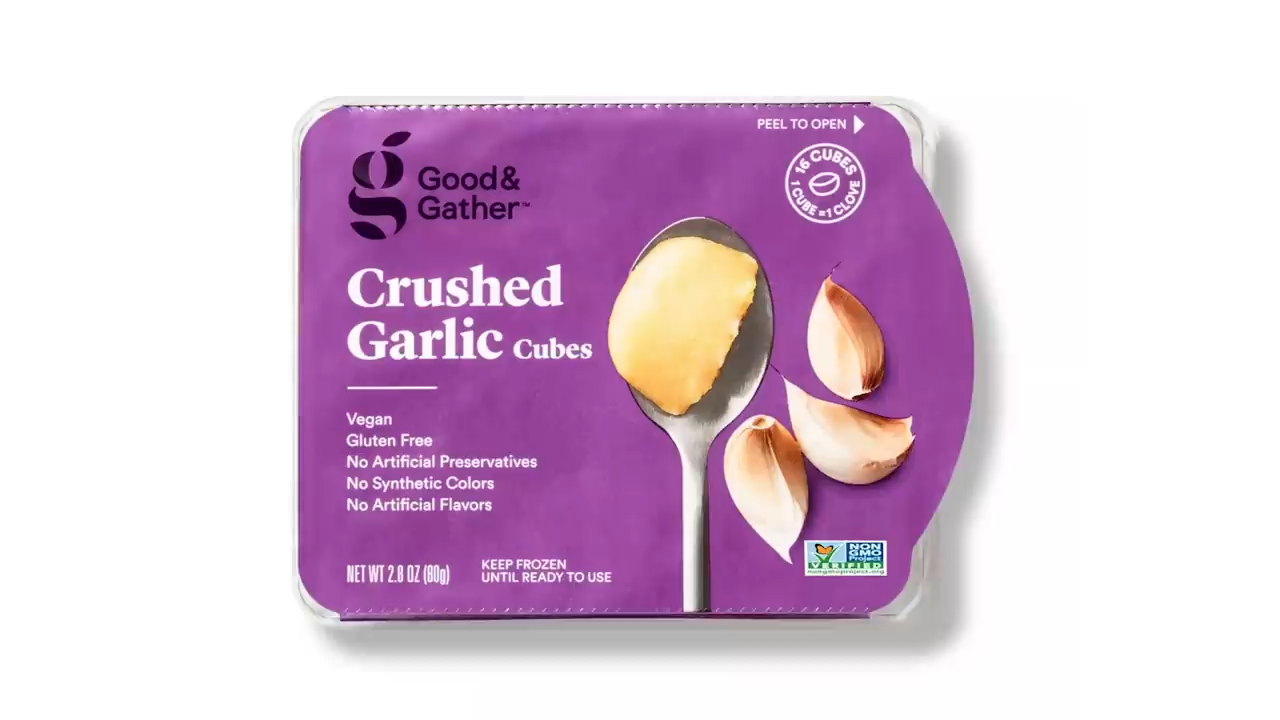 PEEL TO OPEN
16 CUBES
1 CUBE = 1 CLOVE
g
Good&
Gather™
Crushed
Garlic Cubes
Vegan
Gluten Free
No Artificial Preservatives
No Synthetic Colors
No Artificial Flavors
NET WT 2.8 OZ (80g)
KEEP FROZEN
UNTIL READY TO USE
NON
GMO
Project
VERIFIED
nongmoproject.org